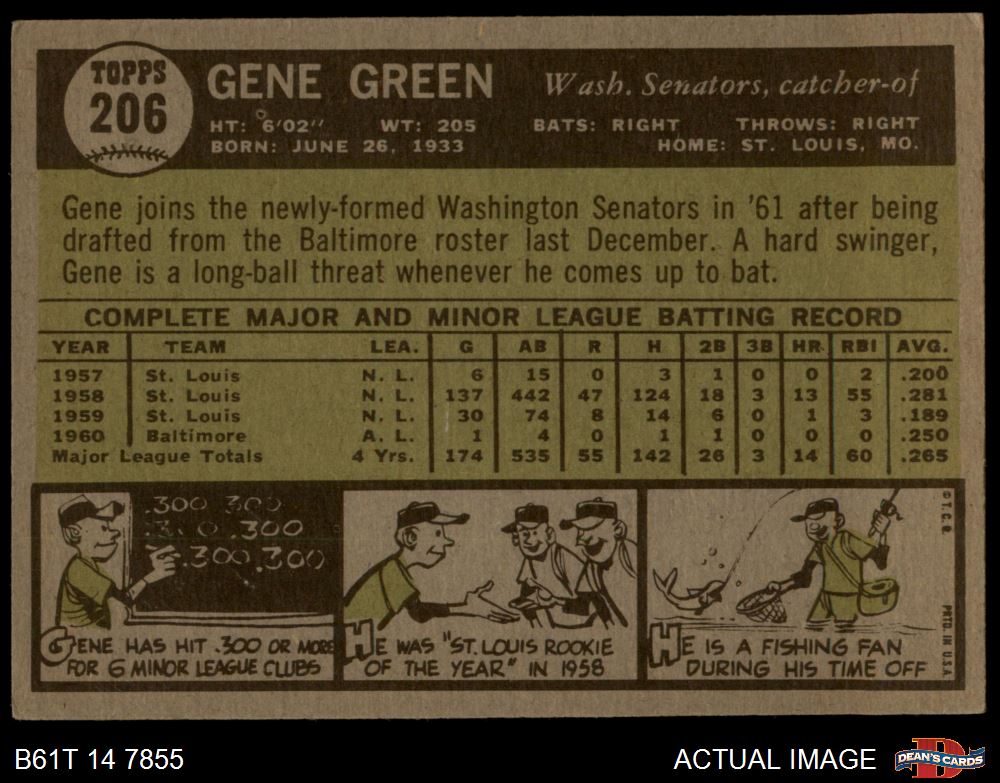 TOPPS
206
GENE GREEN
Wash. Senators, catcher-of
HT: 6'02" WT: 205 BATS: RIGHT THROWS: RIGHT
BORN: JUNE 26, 1933 HOME: ST. LOUIS, MO.
Gene joins the newly-formed Washington Senators in '61 after being
drafted from the Baltimore roster last December. A hard swinger,
Gene is a long-ball threat whenever he comes up to bat.
COMPLETE MAJOR AND MINOR LEAGUE BATTING RECORD
YEAR TEAM LEA. G AB R H 2B 3B HR RBI AVG.
1957 St. Louis N. L. 6 15 0 3 1 0 0 2 .200
1958 St. Louis N. L. 137 442 47 124 18 3 13 55 .281
1959 St. Louis N. L. 30 74 8 14 6 0 1 3 .189
1960 Baltimore A. L. 1 4 0 1 1 0 0 0 .250
Major League Totals 4 Yrs. 174 535 55 142 26 3 14 60 .265
.300 .300
.300 .300
.300 .300
GENE HAS HIT .300 OR MORE
FOR 6 MINOR LEAGUE CLUBS
HE WAS "ST. LOUIS ROOKIE
OF THE YEAR" IN 1958
HE IS A FISHING FAN
DURING HIS TIME OFF
© T.C.G.
PRTD IN U.S.A.
B61T 14 7855
ACTUAL IMAGE
DEAN'S CARDS